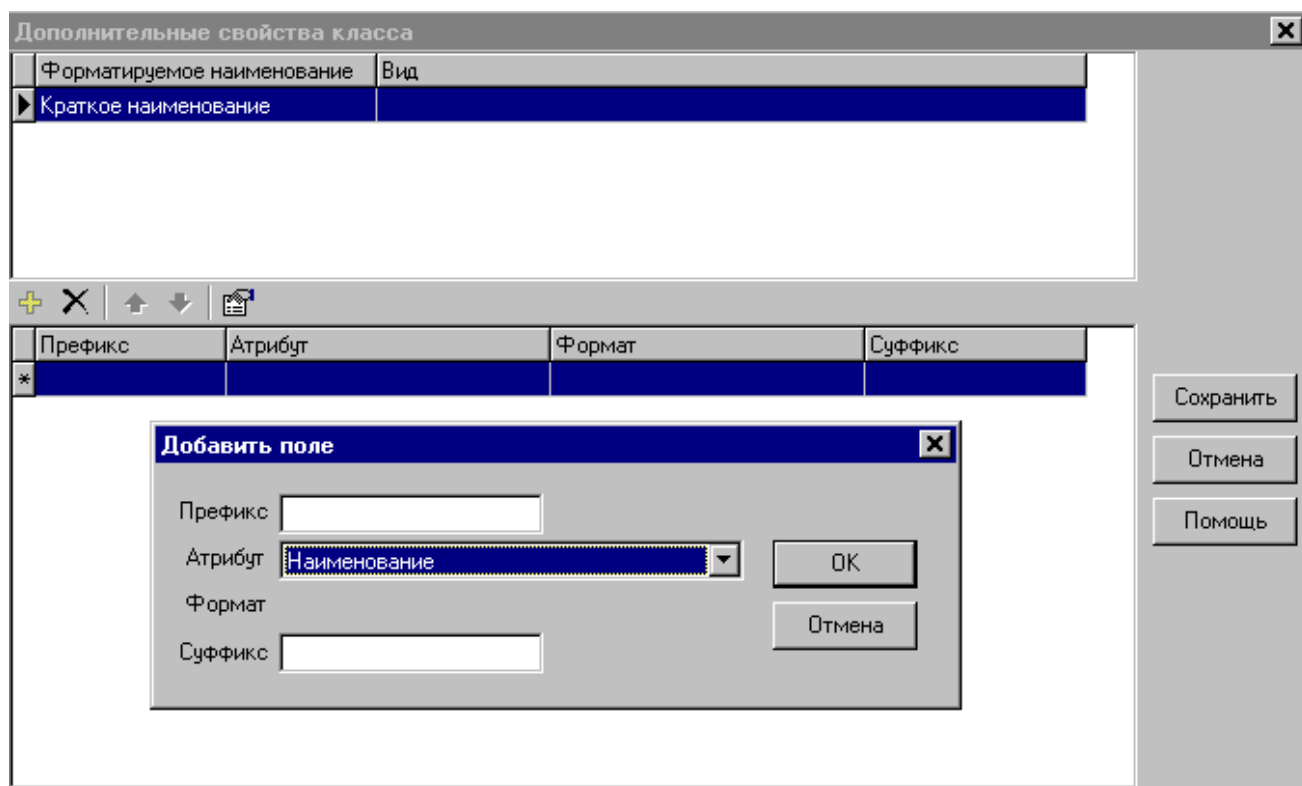 Дополнительные свойства класса
Форматируемое наименование Вид
Краткое наименование
Префикс Атрибут Формат Суффикс
*
Сохранить
Отмена
Помощь
Добавить поле
Префикс
Атрибут Наименование
OK
Формат
Отмена
Суффикс